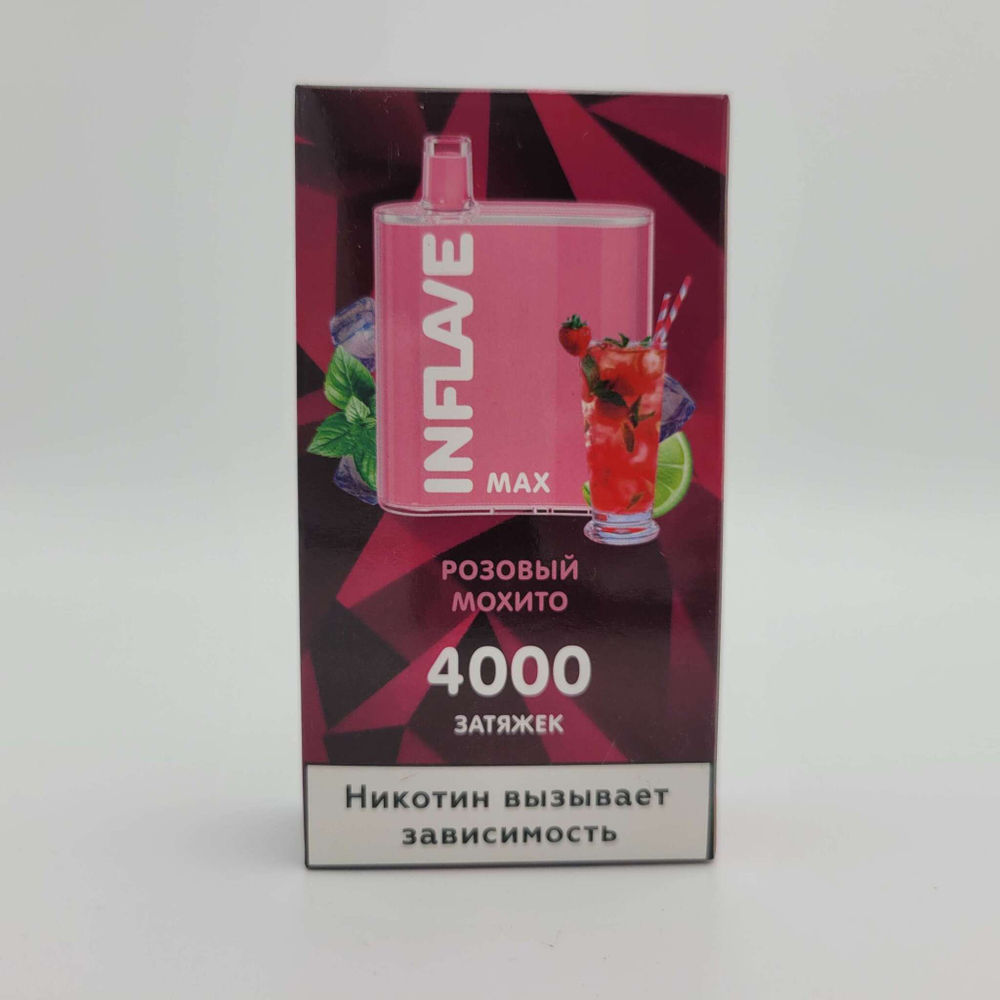 INFLAVE
MAX
РОЗОВЫЙ
МОХИТО
4000
ЗАТЯЖЕК
Никотин вызывает
зависимость